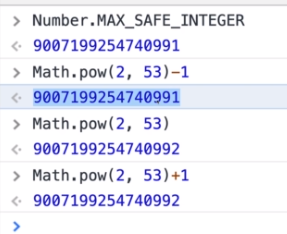 > Number.MAX_SAFE_INTEGER
<· 9007199254740991
> Math.pow(2, 53)-1
<· 9007199254740991
> Math.pow(2, 53)
<· 9007199254740992
> Math.pow(2, 53)+1
<· 9007199254740992
>